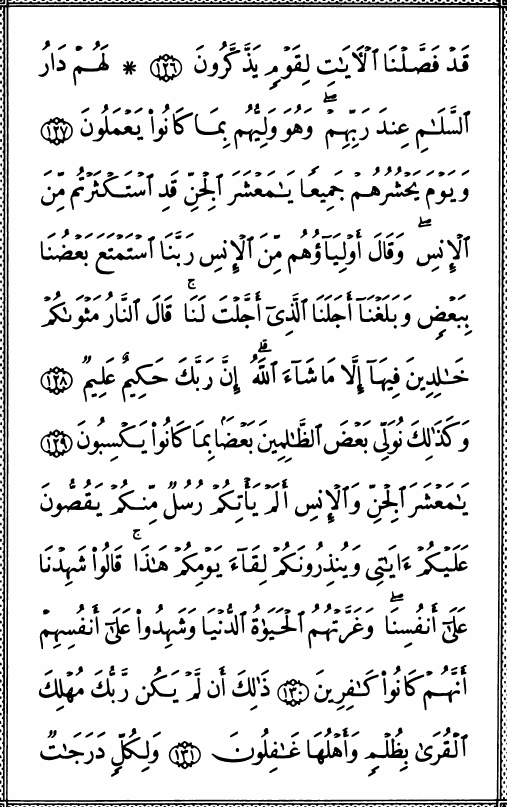 قَدۡ فَصَّلۡنَا ٱلۡأٓيَٰتِ لِقَوۡمٖ يَذَّكَّرُونَ ١٢٦ * لَهُمۡ دَارُ
ٱلسَّلَٰمِ عِندَ رَبِّهِمۡۖ وَهُوَ وَلِيُّهُم بِمَا كَانُواْ يَعۡمَلُونَ ١٢٧
وَيَوۡمَ يَحۡشُرُهُمۡ جَمِيعٗا يَٰمَعۡشَرَ ٱلۡجِنِّ قَدِ ٱسۡتَكۡثَرۡتُم مِّنَ
ٱلۡإِنسِۖ وَقَالَ أَوۡلِيَآؤُهُم مِّنَ ٱلۡإِنسِ رَبَّنَا ٱسۡتَمۡتَعَ بَعۡضُنَا
بِبَعۡضٖ وَبَلَغۡنَآ أَجَلَنَا ٱلَّذِيٓ أَجَّلۡتَ لَنَاۚ قَالَ ٱلنَّارُ مَثۡوَىٰكُمۡ
خَٰلِدِينَ فِيهَآ إِلَّا مَا شَآءَ ٱللَّهُۗ إِنَّ رَبَّكَ حَكِيمٌ عَلِيمٞ ١٢٨
وَكَذَٰلِكَ نُوَلِّي بَعۡضَ ٱلظَّٰلِمِينَ بَعۡضَۢا بِمَا كَانُواْ يَكۡسِبُونَ ١٢٩
يَٰمَعۡشَرَ ٱلۡجِنِّ وَٱلۡإِنسِ أَلَمۡ يَأۡتِكُمۡ رُسُلٞ مِّنكُمۡ يَقُصُّونَ
عَلَيۡكُمۡ ءَايَٰتِي وَيُنذِرُونَكُمۡ لِقَآءَ يَوۡمِكُمۡ هَٰذَاۚ قَالُواْ شَهِدۡنَا
عَلَىٰٓ أَنفُسِنَاۖ وَغَرَّتۡهُمُ ٱلۡحَيَوٰةُ ٱلدُّنۡيَا وَشَهِدُواْ عَلَىٰٓ أَنفُسِهِمۡ
أَنَّهُمۡ كَانُواْ كَٰفِرِينَ ١٣٠ ذَٰلِكَ أَن لَّمۡ يَكُن رَّبُّكَ مُهۡلِكَ
ٱلۡقُرَىٰ بِظُلۡمٖ وَأَهۡلُهَا غَٰفِلُونَ ١٣١ وَلِكُلّٖ دَرَجَٰتٞ